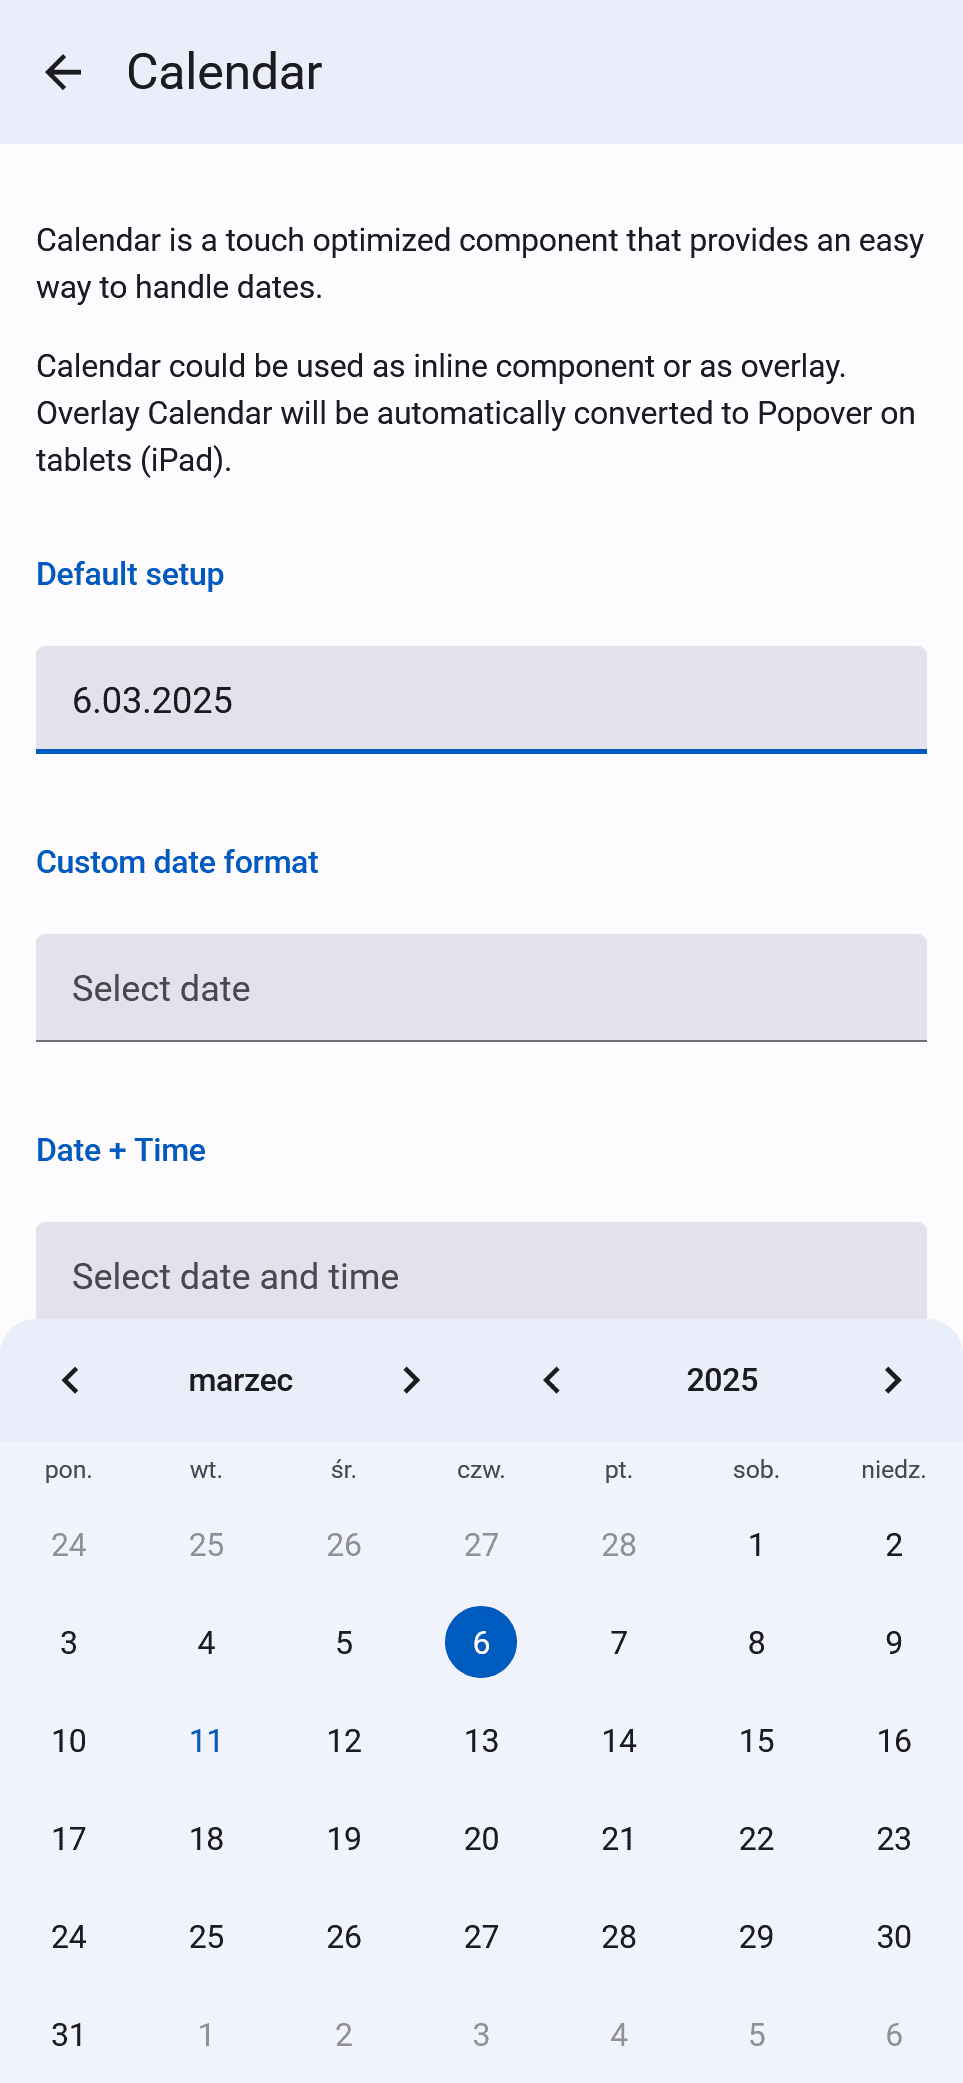 Calendar
Calendar is a touch optimized component that provides an easy
way to handle dates.
Calendar could be used as inline component or as overlay.
Overlay Calendar will be automatically converted to Popover on
tablets (iPad).
Default setup
6.03.2025
Custom date format
Select date
Date + Time
Select date and time
marzec 2025
pon. wt. śr. czw. pt. sob. niedz.
24 25 26 27 28 1 2
3 4 5 6 7 8 9
10 11 12 13 14 15 16
17 18 19 20 21 22 23
24 25 26 27 28 29 30
31 1 2 3 4 5 6